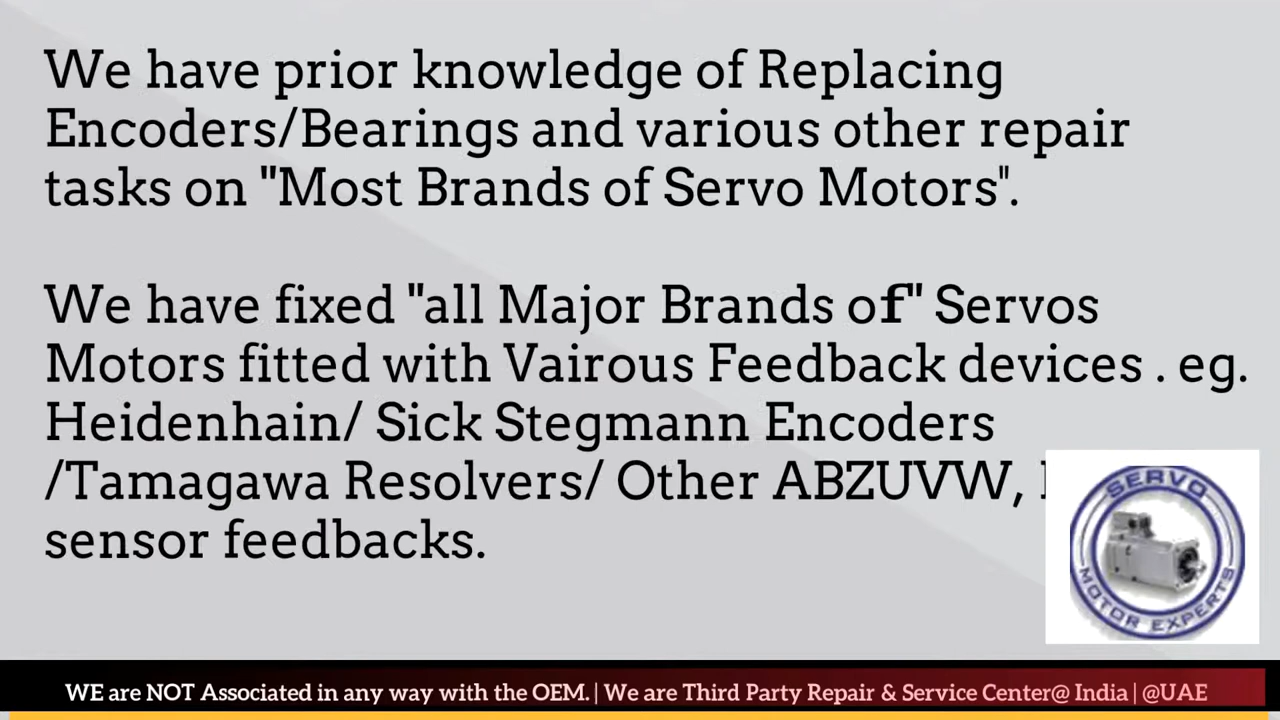 We have prior knowledge of Replacing
Encoders/Bearings and various other repair
tasks on "Most Brands of Servo Motors".
We have fixed "all Major Brands of" Servos
Motors fitted with Vairous Feedback devices . eg.
Heidenhain/ Sick Stegmann Encoders
/Tamagawa Resolvers/ Other ABZUVW,
sensor feedbacks.
SERVO
MOTOR EXPERTS
WE are NOT Associated in any way with the OEM. | We are Third Party Repair & Service Center@ India | @UAE